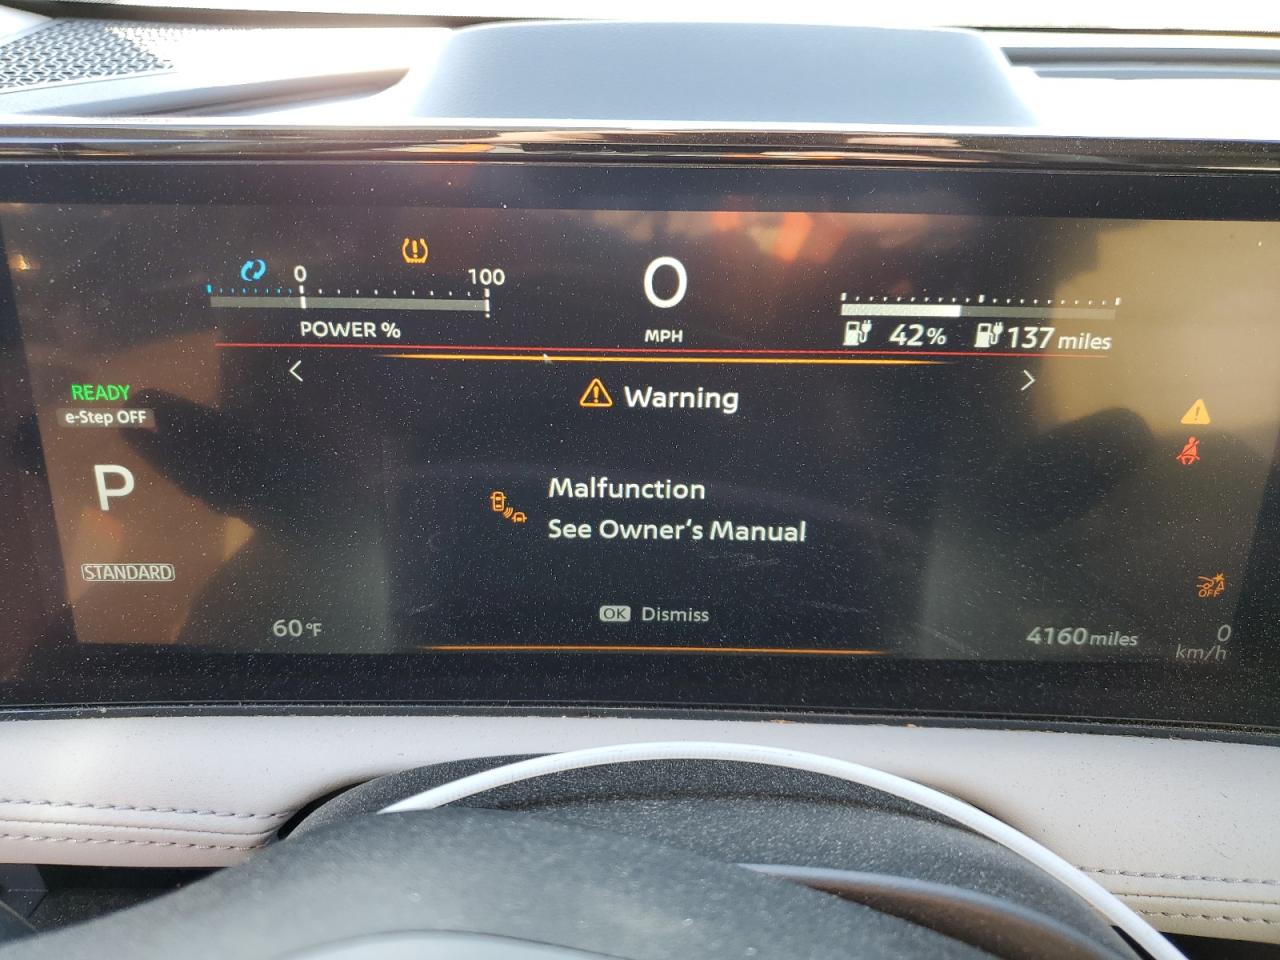 0
100
POWER %
0
MPH
42%
137 miles
READY
e-Step OFF
P
STANDARD
60°F
Warning
Malfunction
See Owner's Manual
OK Dismiss
OFF
4160 miles
0
km/h